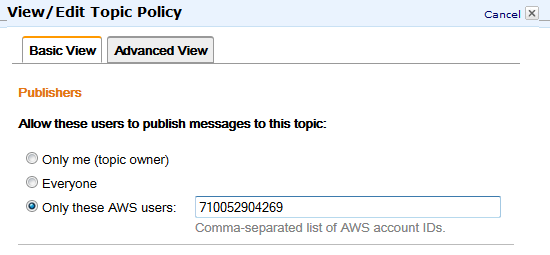 View/Edit Topic Policy
Cancel
Basic View
Advanced View
Publishers
Allow these users to publish messages to this topic:
Only me (topic owner)
Everyone
Only these AWS users: 710052904269
Comma-separated list of AWS account IDs.